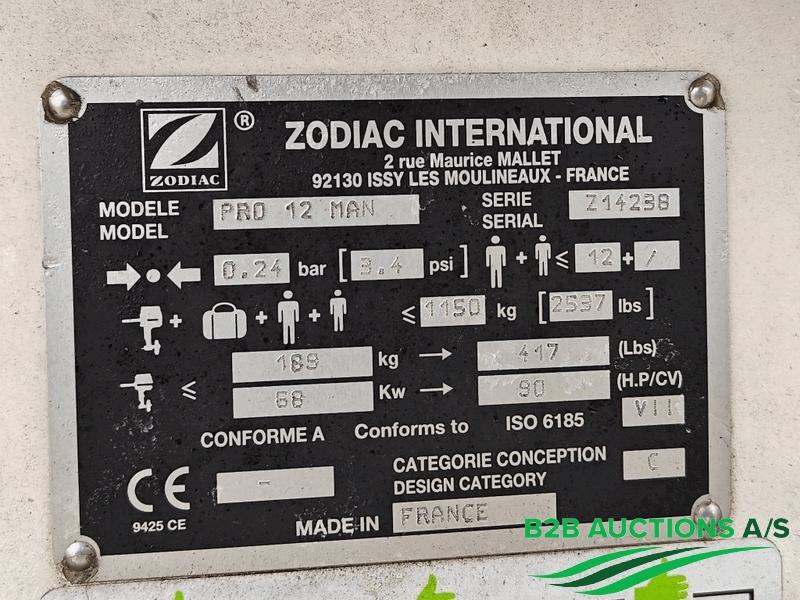 ZODIAC
®
ZODIAC INTERNATIONAL
2 rue Maurice MALLET
92130 ISSY LES MOULINEAUX - FRANCE
MODELE PRO 12 MAN SERIE Z14238
MODEL SERIAL
0.24 bar [ 3.4 psi ] + ≤ 12 + /
+ + + ≤ 1150 kg [ 2537 lbs ]
189 kg → 417 (Lbs)
≤ 68 Kw → 90 (H.P/CV)
CONFORME A Conforms to ISO 6185 VII
CE - CATEGORIE CONCEPTION C
DESIGN CATEGORY
9425 CE MADE IN FRANCE
B2B AUCTIONS A/S